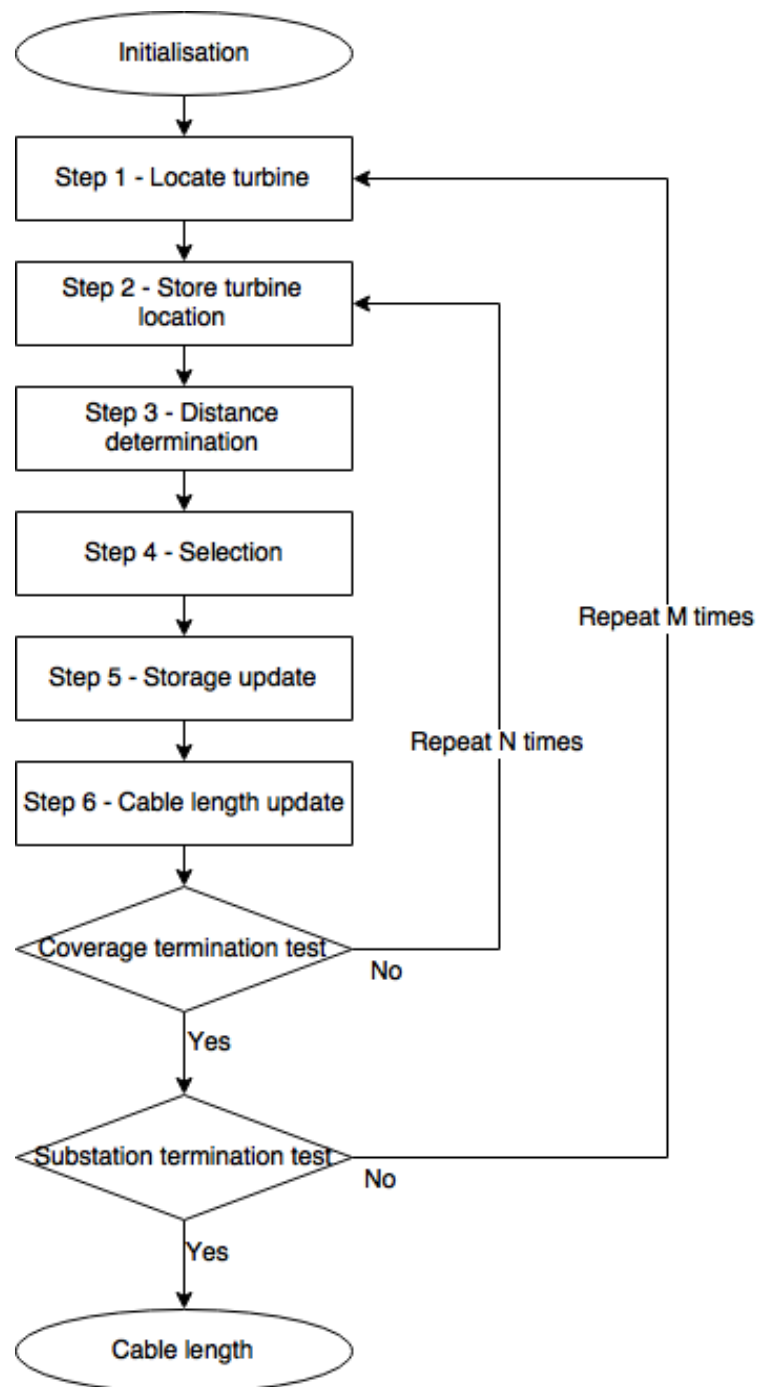 Initialisation
Step 1 - Locate turbine
Step 2 - Store turbine
location
Step 3 - Distance
determination
Step 4 - Selection
Repeat M times
Step 5 - Storage update
Repeat N times
Step 6 - Cable length update
Coverage termination test
No
Yes
Substation termination test
No
Yes
Cable length